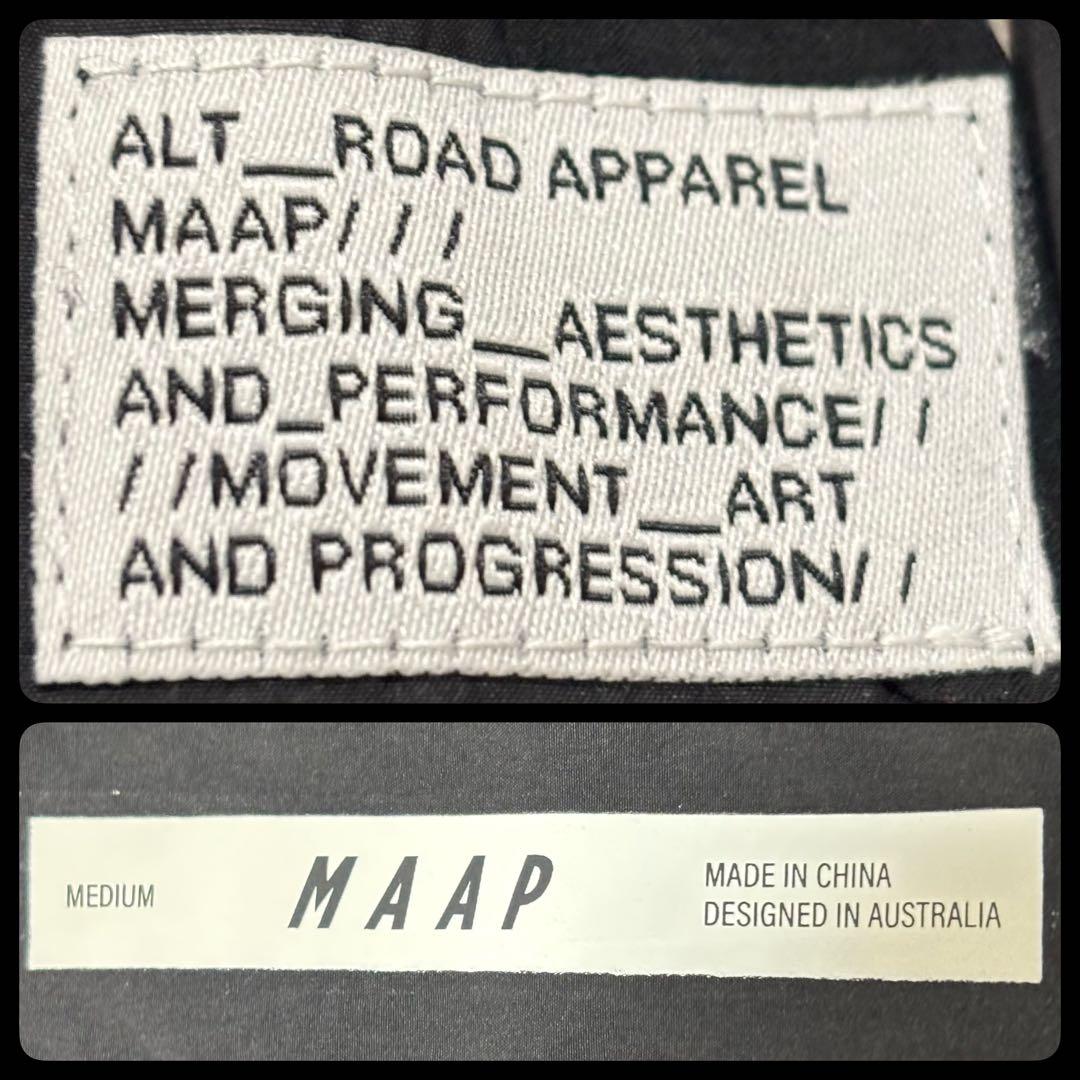 ALT__ROAD APPAREL
MAAP/ / /
MERGING__AESTHETICS
AND_PERFORMANCE/ /
/ //MOVEMENT__ART
AND PROGRESSION/ /
MEDIUM
MAAP
MADE IN CHINA
DESIGNED IN AUSTRALIA